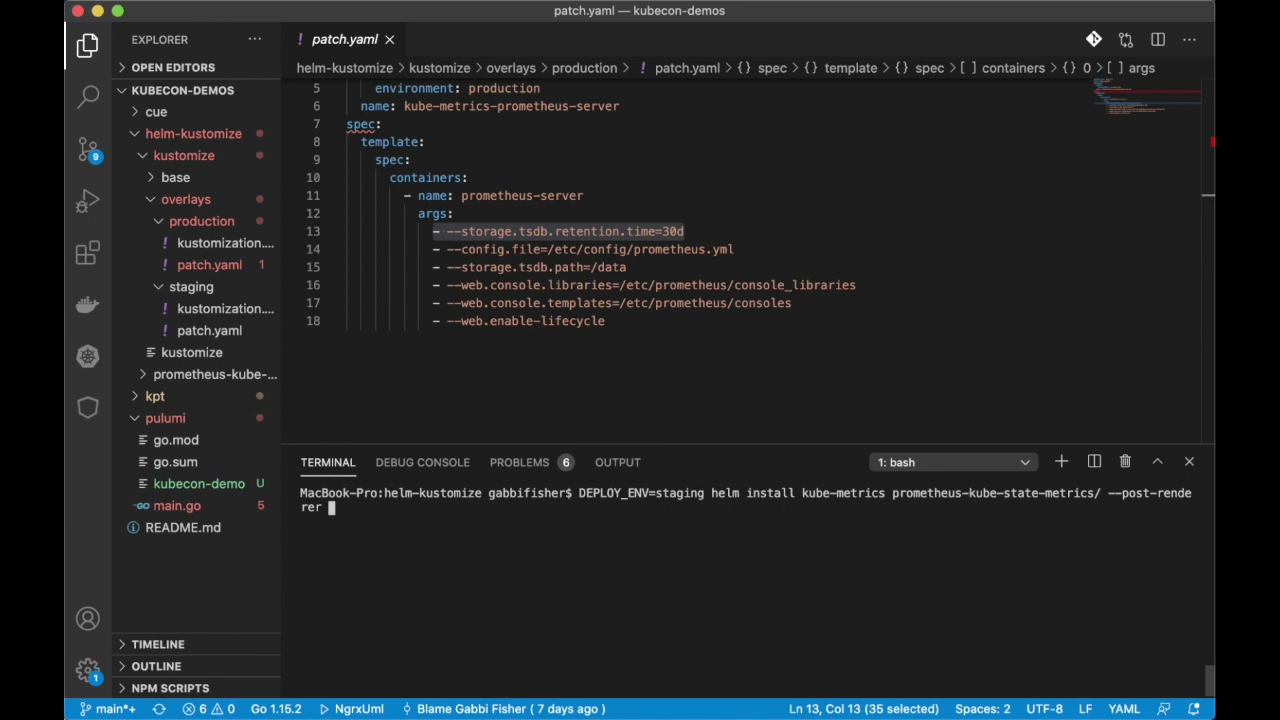 patch.yaml — kubecon-demos
EXPLORER
patch.yaml
OPEN EDITORS
helm-kustomize > kustomize > overlays > production > ! patch.yaml > {} spec > {} template > {} spec > [ ] containers > {} 0 > [ ] args
KUBECON-DEMOS
cue
helm-kustomize
kustomize
base
overlays
production
kustomization....
patch.yaml 1
staging
kustomization....
patch.yaml
kustomize
prometheus-kube-...
kpt
pulumi
go.mod
go.sum
kubecon-demo U
main.go 5
README.md
TIMELINE
OUTLINE
NPM SCRIPTS
9
1
5 environment: production
6 name: kube-metrics-prometheus-server
7 spec:
8 template:
9 spec:
10 containers:
11 - name: prometheus-server
12 args:
13 - --storage.tsdb.retention.time=30d
14 - --config.file=/etc/config/prometheus.yml
15 - --storage.tsdb.path=/data
16 - --web.console.libraries=/etc/prometheus/console_libraries
17 - --web.console.templates=/etc/prometheus/consoles
18 - --web.enable-lifecycle
TERMINAL DEBUG CONSOLE PROBLEMS 6 OUTPUT 1: bash
MacBook-Pro:helm-kustomize gabbifisher$ DEPLOY_ENV=staging helm install kube-metrics prometheus-kube-state-metrics/ --post-rende
rer
main*+ 6 0 Go 1.15.2 NgrxUml Blame Gabbi Fisher ( 7 days ago ) Ln 13, Col 13 (35 selected) Spaces: 2 UTF-8 LF YAML